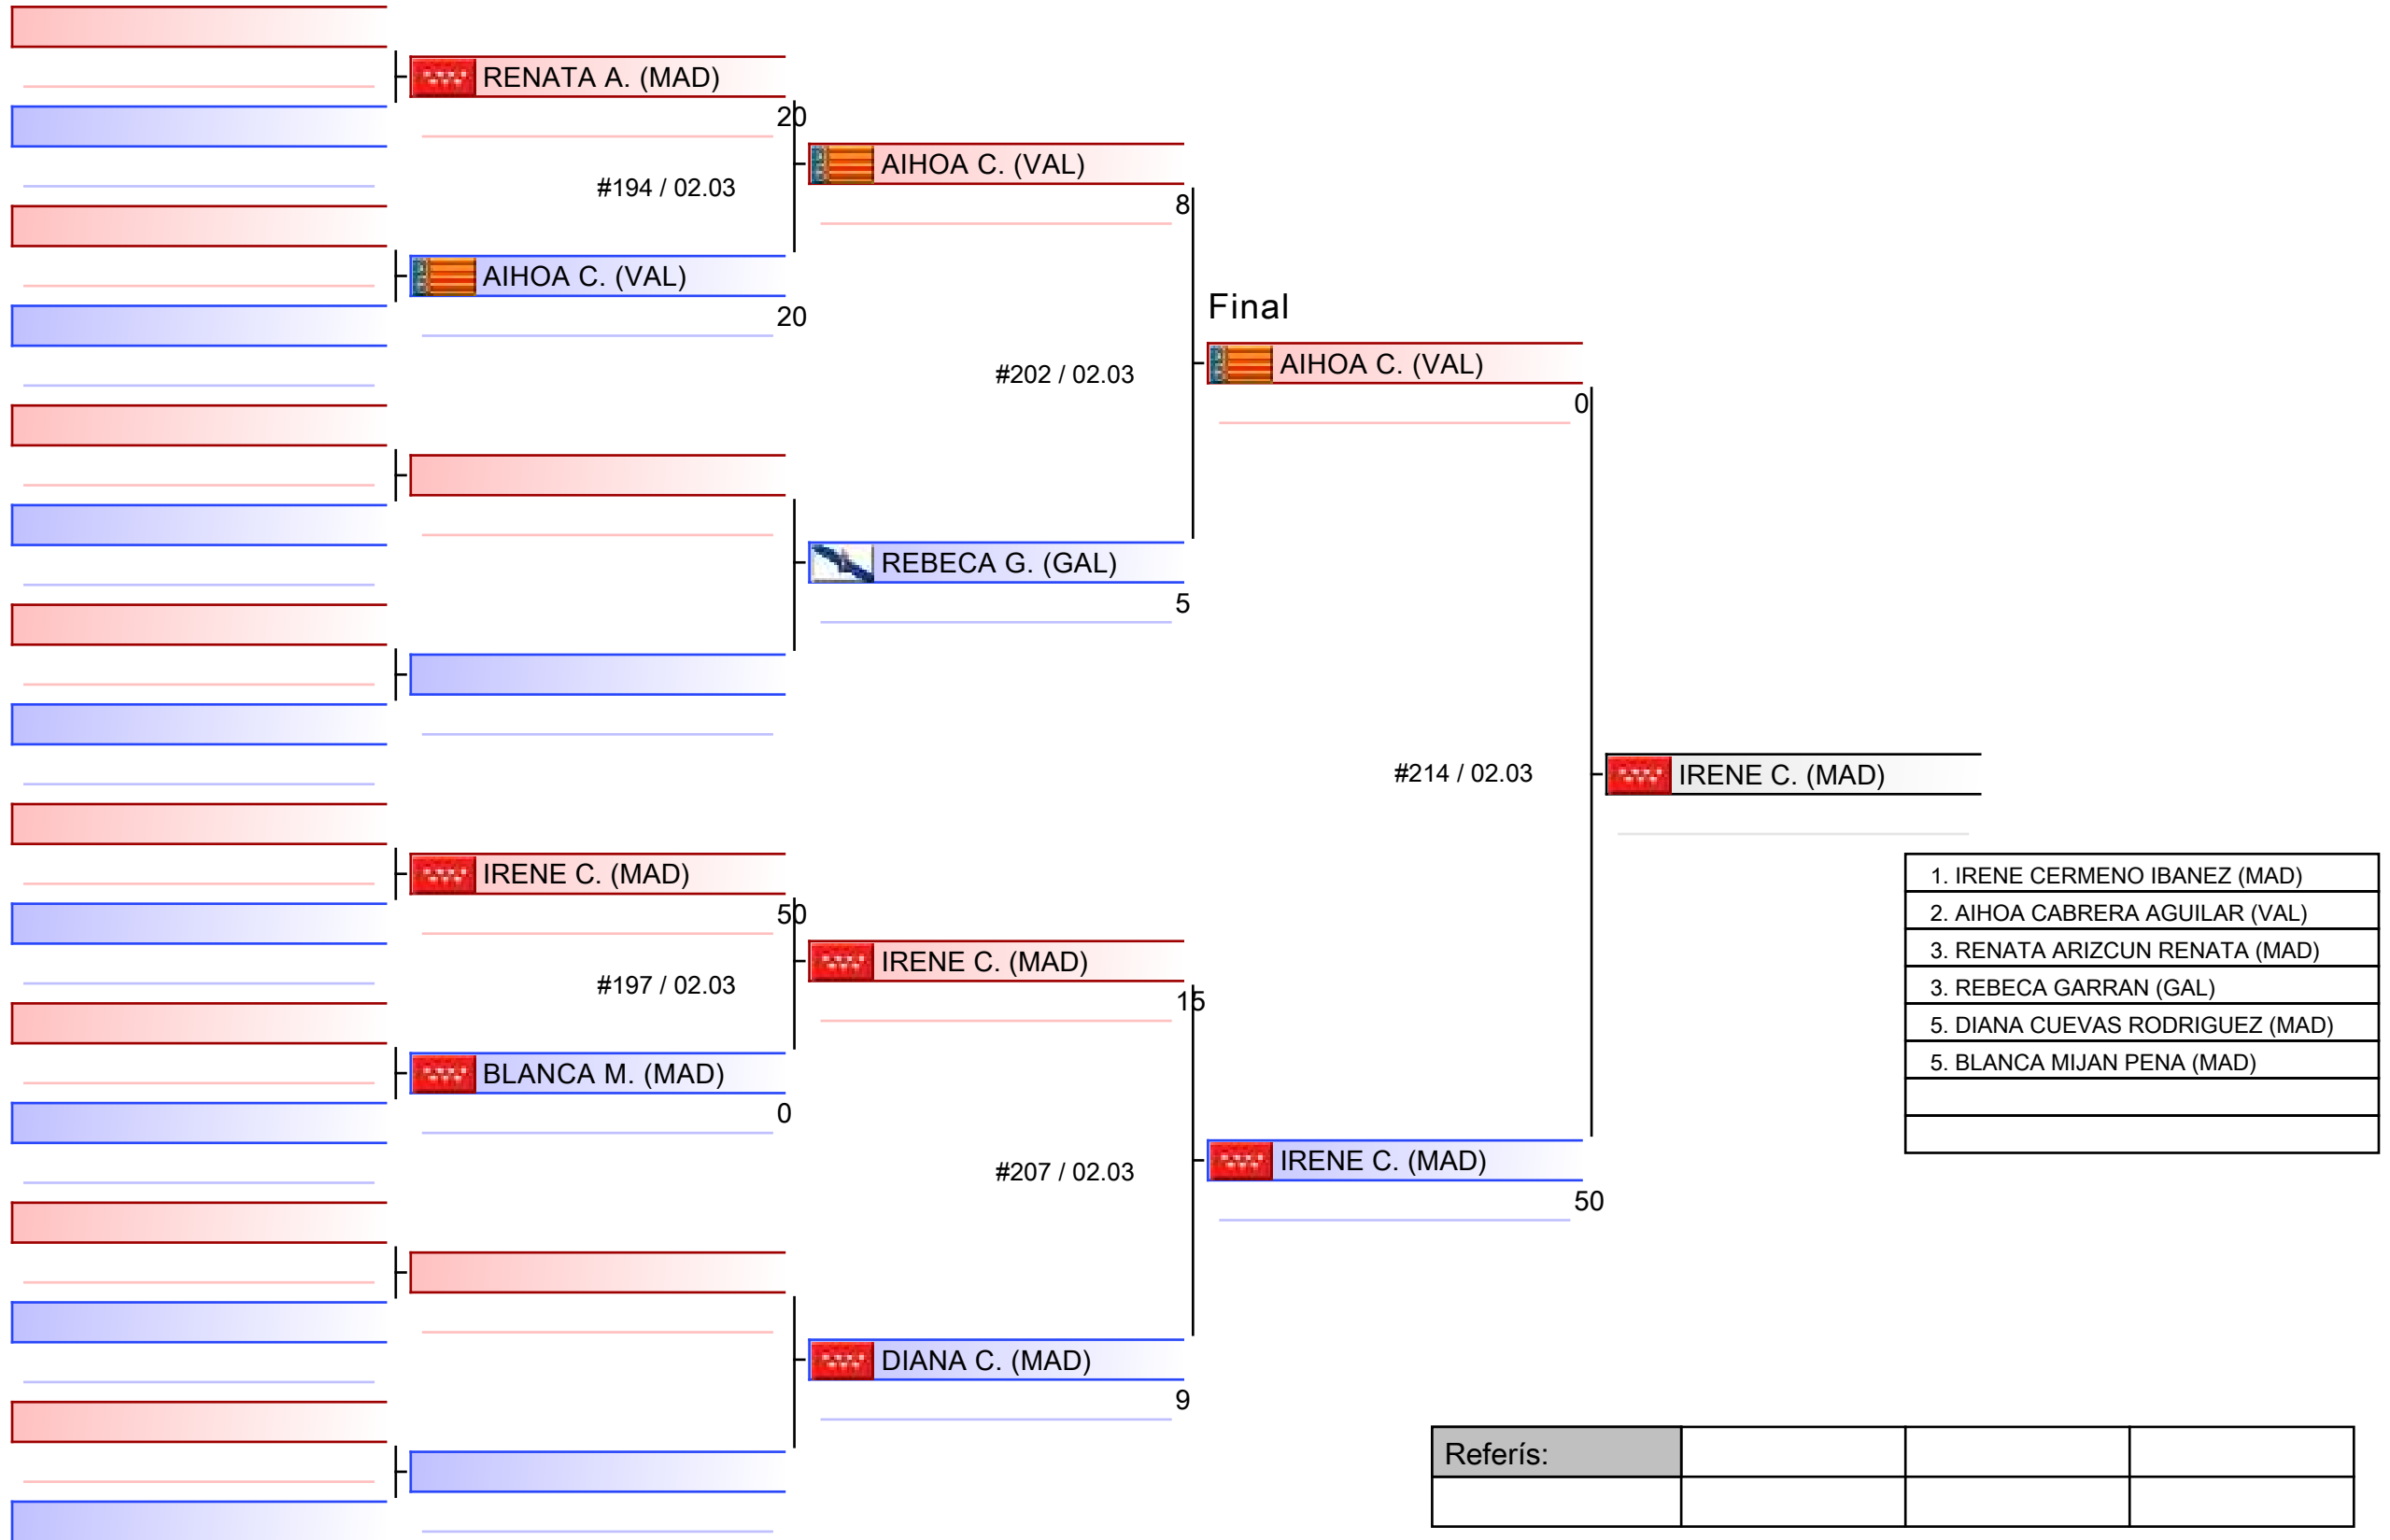 RENATA A. (MAD)
20
#194 / 02.03
AIHOA C. (VAL)
20
AIHOA C. (VAL)
8
#202 / 02.03
REBECA G. (GAL)
5
Final
AIHOA C. (VAL)
0
#214 / 02.03
IRENE C. (MAD)
IRENE C. (MAD)
50
#197 / 02.03
BLANCA M. (MAD)
0
IRENE C. (MAD)
15
#207 / 02.03
DIANA C. (MAD)
9
IRENE C. (MAD)
50
1. IRENE CERMENO IBANEZ (MAD)
2. AIHOA CABRERA AGUILAR (VAL)
3. RENATA ARIZCUN RENATA (MAD)
3. REBECA GARRAN (GAL)
5. DIANA CUEVAS RODRIGUEZ (MAD)
5. BLANCA MIJAN PENA (MAD)
Referís: